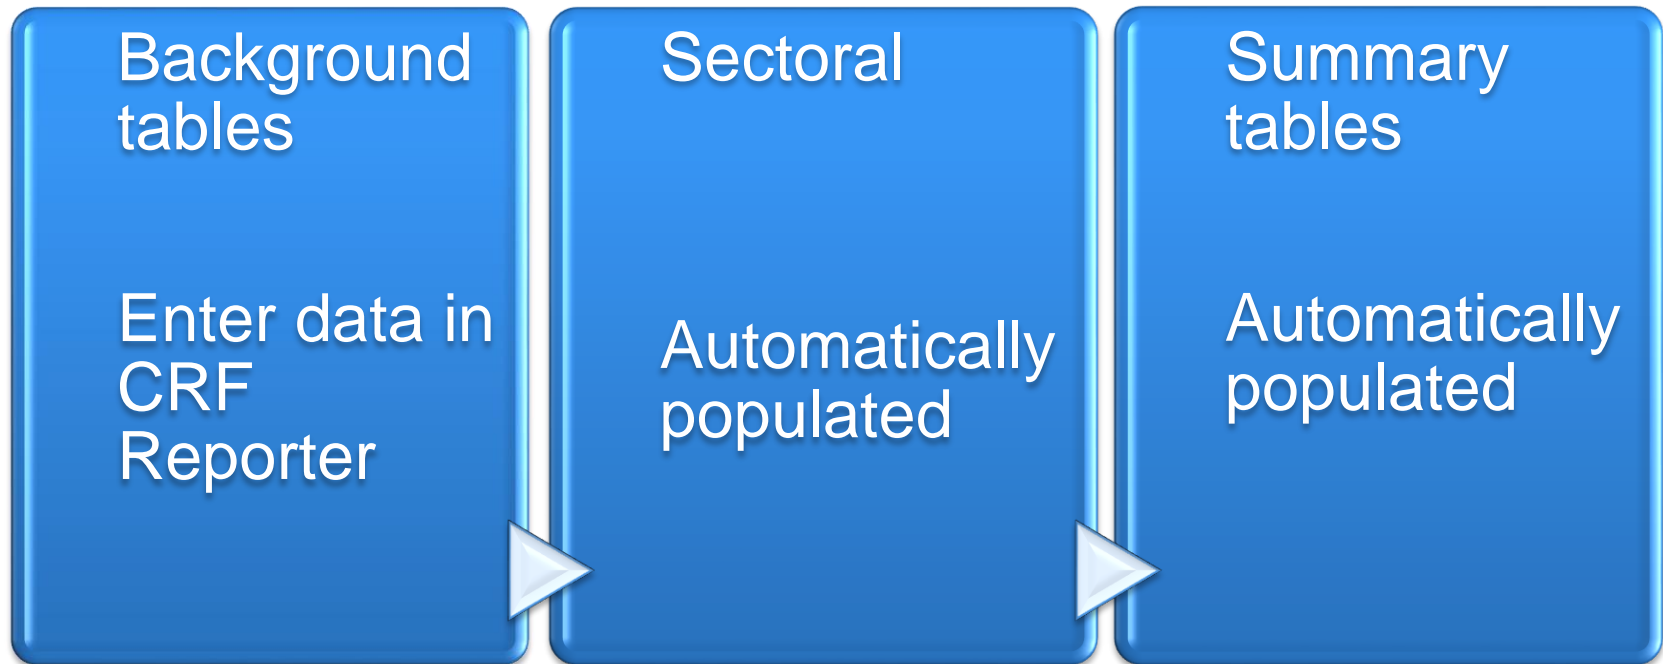 Background
tables
Enter data in
CRF
Reporter
Sectoral
Automatically
populated
Summary
tables
Automatically
populated